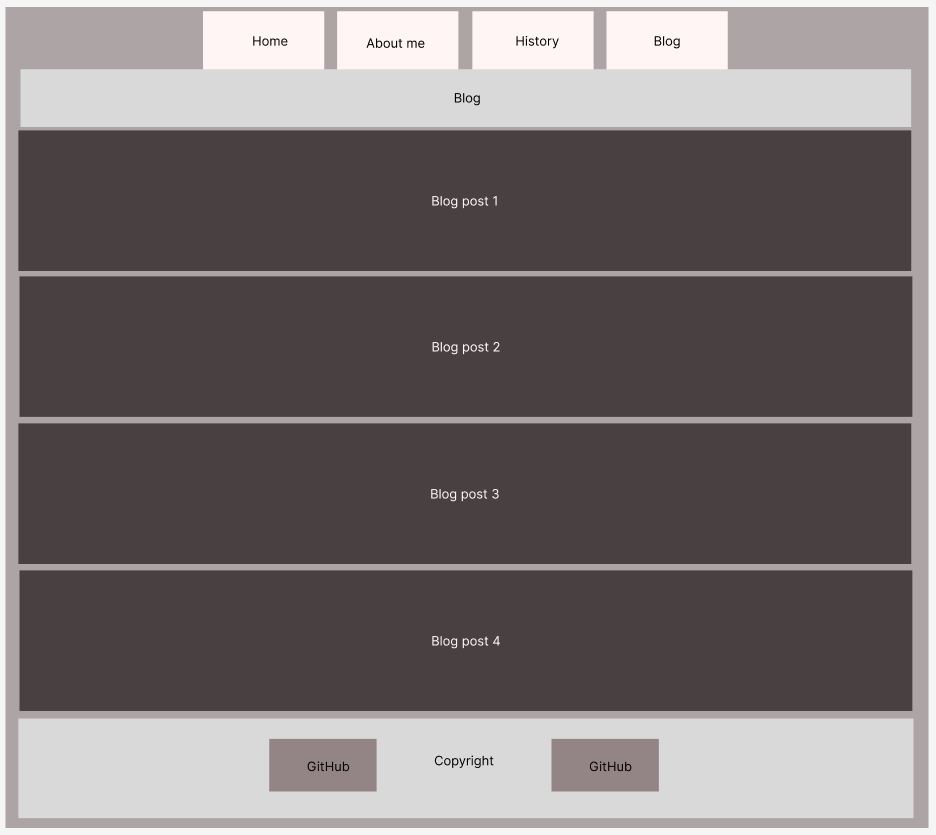 Home
About me
History
Blog
Blog
Blog post 1
Blog post 2
Blog post 3
Blog post 4
GitHub
Copyright
GitHub